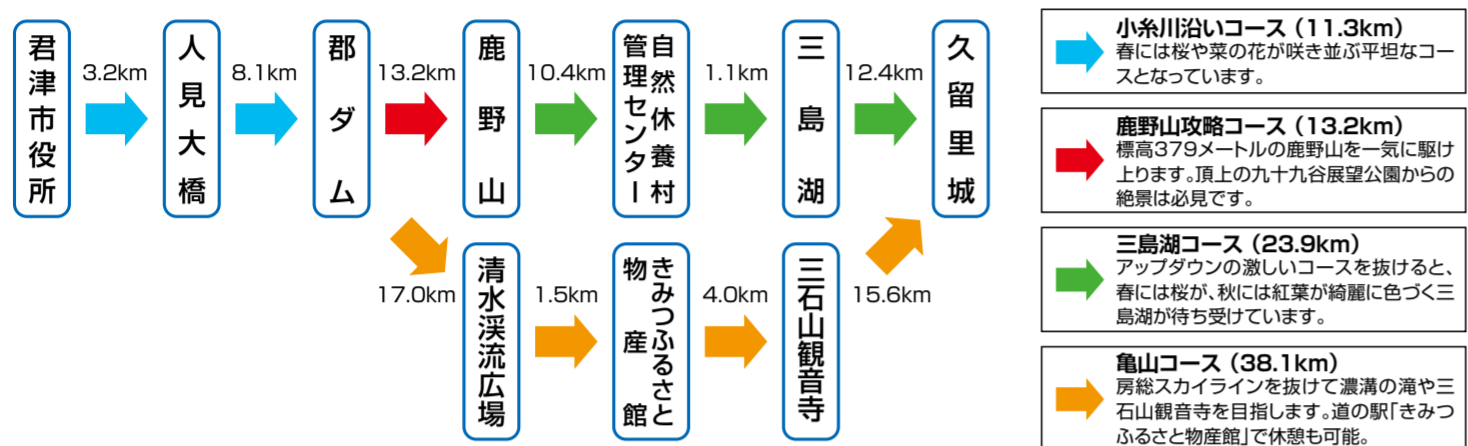 君津市役所
3.2km
人見大橋
8.1km
郡ダム
13.2km
鹿野山
10.4km
自然休養村
管理センター
1.1km
三島湖
12.4km
久留里城
17.0km
清水渓流広場
1.5km
きみつふるさと
物産館
4.0km
三石山観音寺
15.6km
小糸川沿いコース（11.3km）
春には桜や菜の花が咲き並ぶ平坦なコー
スとなっています。
鹿野山攻略コース（13.2km）
標高379メートルの鹿野山を一気に駆け
上ります。頂上の九十九谷展望公園からの
絶景は必見です。
三島湖コース（23.9km）
アップダウンの激しいコースを抜けると、
春には桜が、秋には紅葉が綺麗に色づく三
島湖が待ち受けています。
亀山コース（38.1km）
房総スカイラインを抜けて濃溝の滝や三
石山観音寺を目指します。道の駅「きみつ
ふるさと物産館」で休憩も可能。